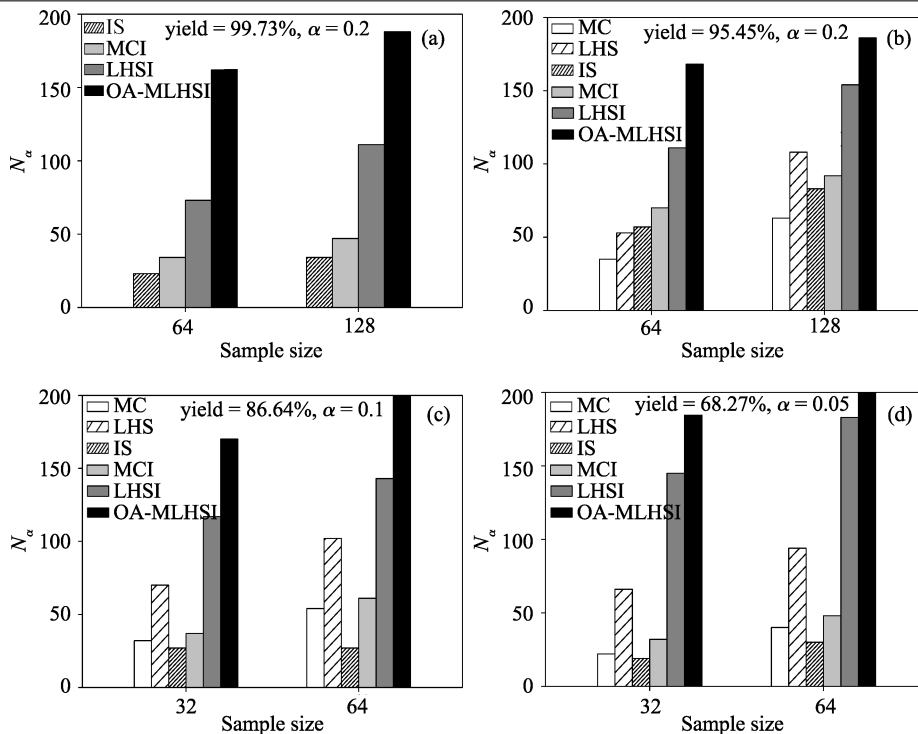 yield = 99.73%, α = 0.2
(a)
IS
MCI
LHSI
OA-MLHSI
200
150
100
50
0
Nα
64
128
Sample size
yield = 95.45%, α = 0.2
(b)
MC
LHS
IS
MCI
LHSI
OA-MLHSI
200
150
100
50
0
Nα
64
128
Sample size
yield = 86.64%, α = 0.1
(c)
MC
LHS
IS
MCI
LHSI
OA-MLHSI
200
150
100
50
0
Nα
32
64
Sample size
yield = 68.27%, α = 0.05
(d)
MC
LHS
IS
MCI
LHSI
OA-MLHSI
200
150
100
50
0
Nα
32
64
Sample size